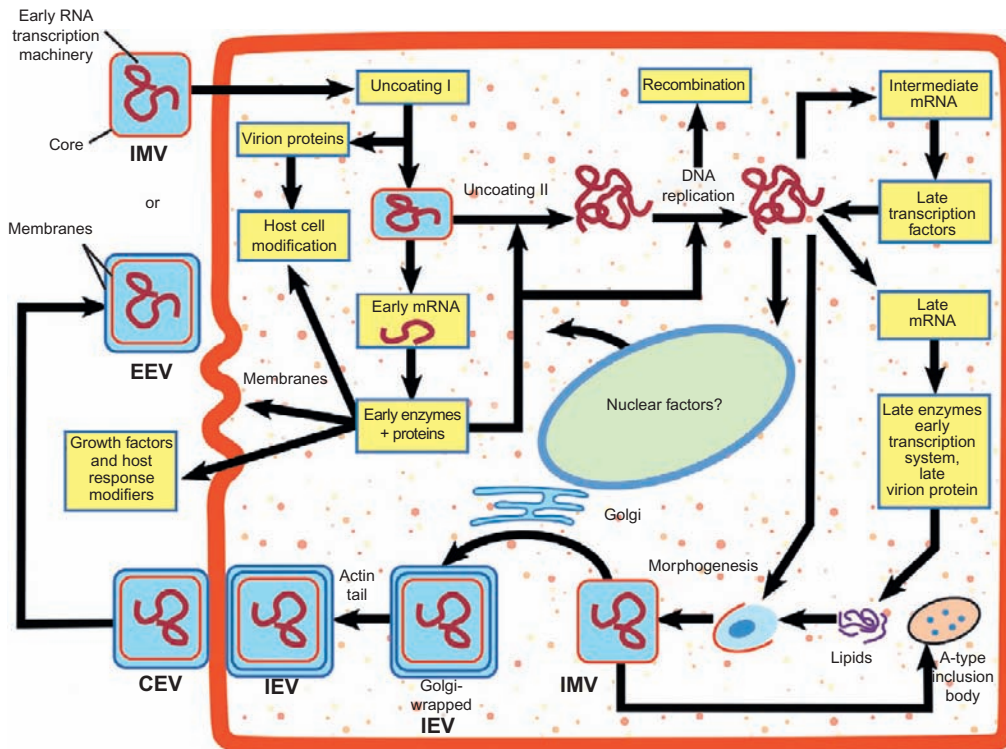 Early RNA
transcription
machinery
Core
IMV
or
Membranes
EEV
Uncoating I
Virion proteins
Host cell
modification
Uncoating II
Early mRNA
Early enzymes
+ proteins
Membranes
Growth factors
and host
response
modifiers
Recombination
DNA
replication
Intermediate
mRNA
Late
transcription
factors
Late
mRNA
Late enzymes
early
transcription
system,
late
virion protein
Nuclear factors?
Golgi
Morphogenesis
Lipids
A-type
inclusion
body
IMV
Golgi-
wrapped
IEV
Actin
tail
IEV
CEV